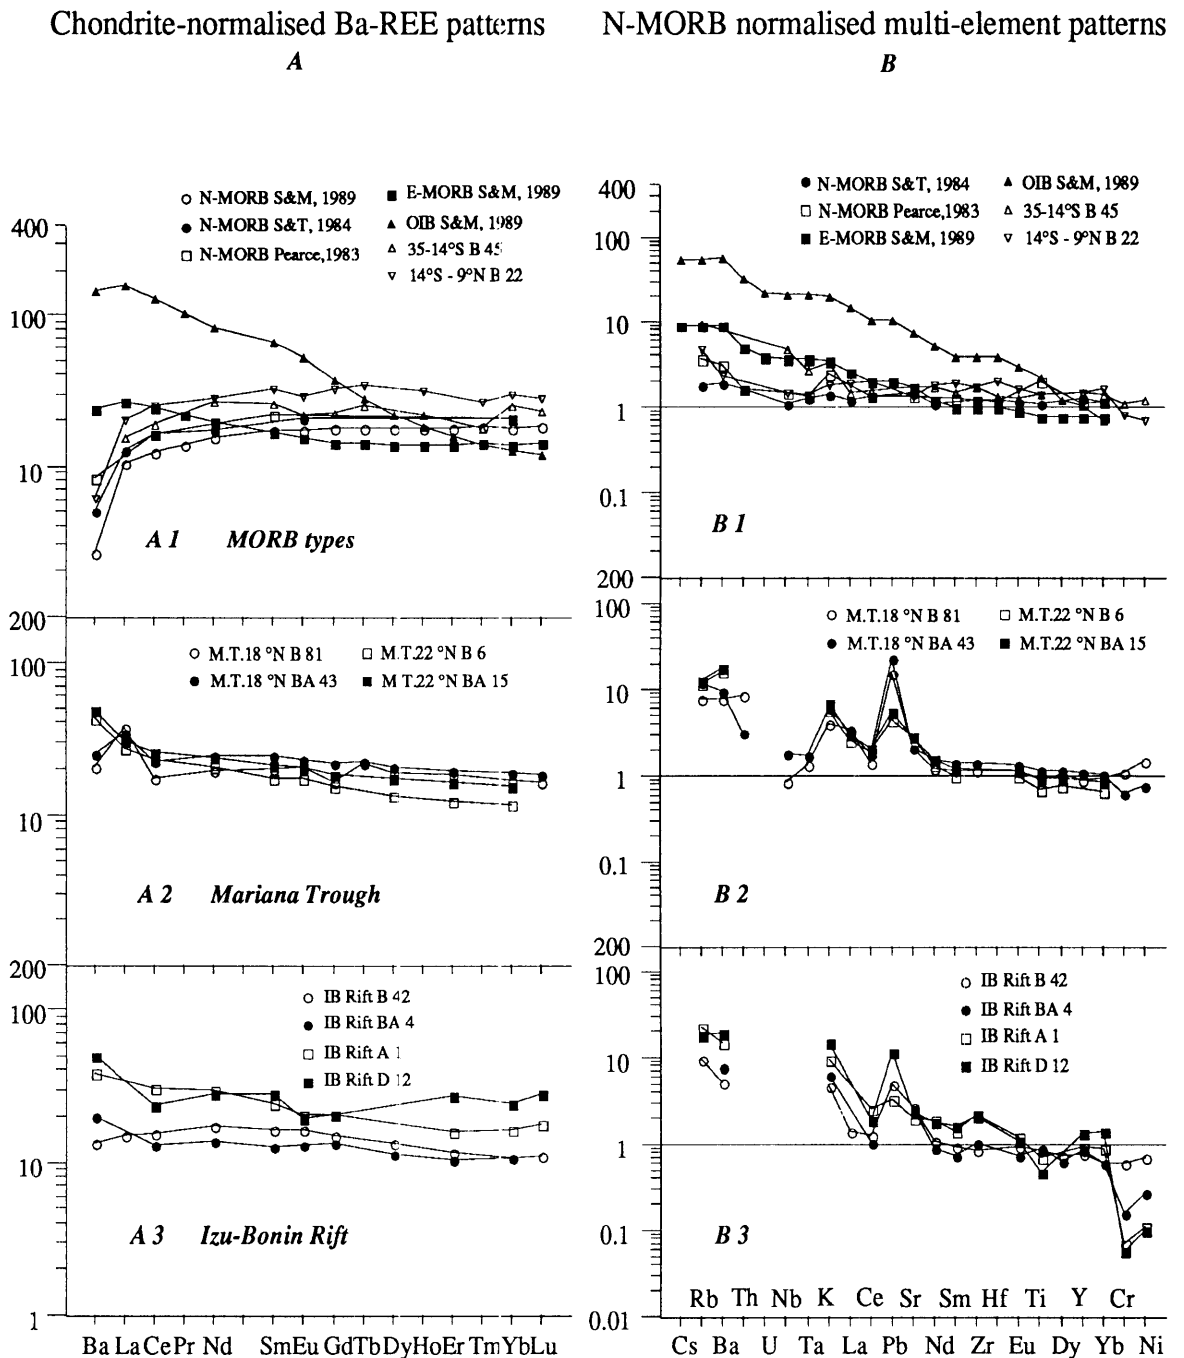 Chondrite-normalised Ba-REE patterns
A
N-MORB normalised multi-element patterns
B
N-MORB S&M, 1989
N-MORB S&T, 1984
N-MORB Pearce,1983
E-MORB S&M, 1989
OIB S&M, 1989
35-14°S B 45
14°S - 9°N B 22
400
100
10
A 1 MORB types
N-MORB S&T, 1984
N-MORB Pearce,1983
E-MORB S&M, 1989
OIB S&M, 1989
35-14°S B 45
14°S - 9°N B 22
400
100
10
1
0.1
B 1
200
100
10
M.T.18 °N B 81
M.T.18 °N BA 43
M.T.22 °N B 6
M.T.22 °N BA 15
A 2 Mariana Trough
200
100
10
1
0.1
M.T.18 °N B 81
M.T.18 °N BA 43
M.T.22 °N B 6
M.T.22 °N BA 15
B 2
200
100
10
1
IB Rift B 42
IB Rift BA 4
IB Rift A 1
IB Rift D 12
A 3 Izu-Bonin Rift
Ba La Ce Pr Nd Sm Eu Gd Tb Dy Ho Er Tm Yb Lu
200
100
10
1
0.1
0.01
IB Rift B 42
IB Rift BA 4
IB Rift A 1
IB Rift D 12
B 3
Rb Th Nb K Ce Sr Sm Hf Ti Y Cr
Cs Ba U Ta La Pb Nd Zr Eu Dy Yb Ni